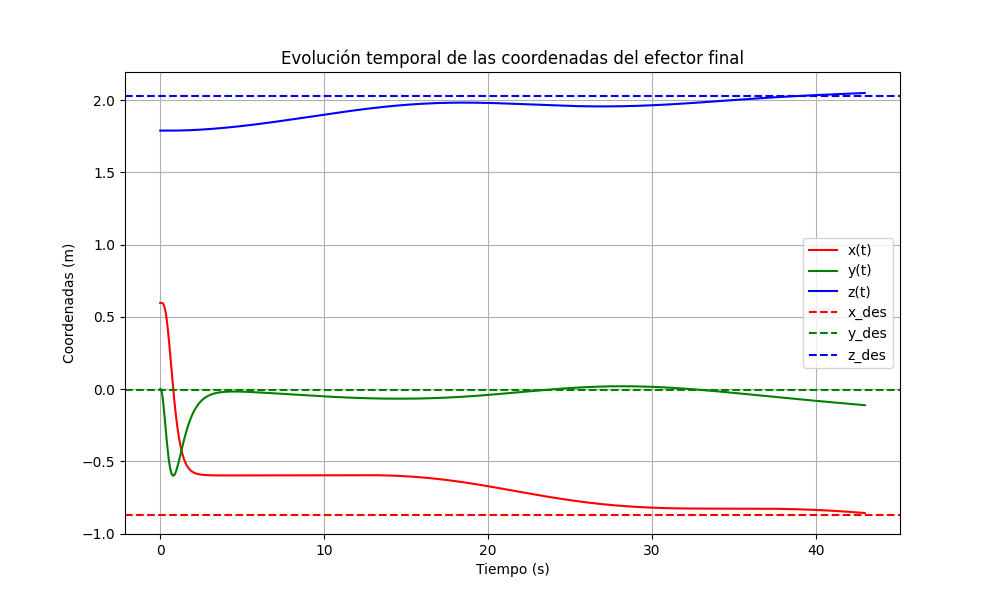 Evolución temporal de las coordenadas del efector final
Coordenadas (m)
2.0
1.5
1.0
0.5
0.0
−0.5
−1.0
0 10 20 30 40
Tiempo (s)
x(t)
y(t)
z(t)
x_des
y_des
z_des